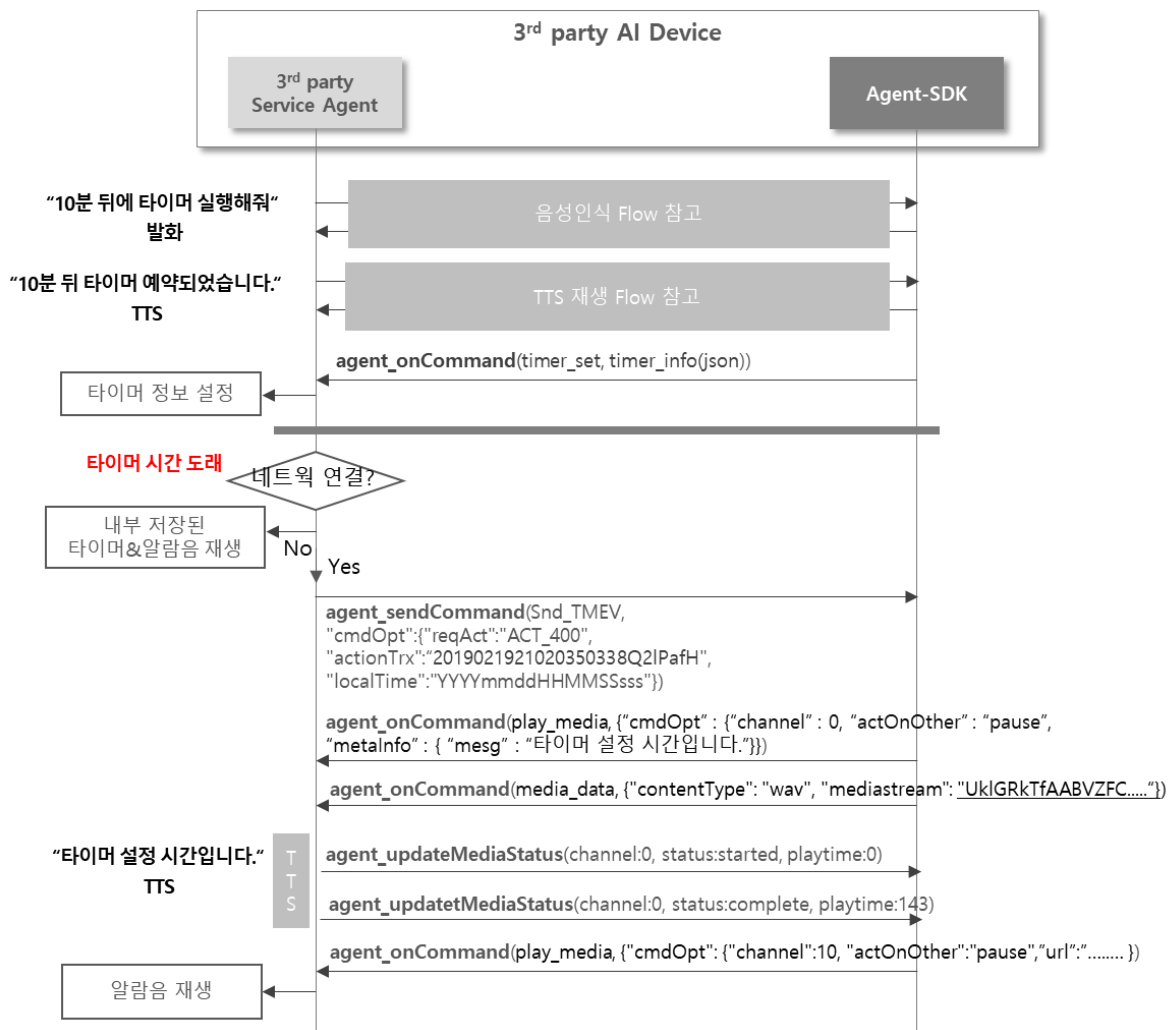 3rd party AI Device
3rd party
Service Agent
Agent-SDK
“10분 뒤에 타이머 실행해줘“
발화
음성인식 Flow 참고
“10분 뒤 타이머 예약되었습니다.“
TTS
TTS 재생 Flow 참고
agent_onCommand(timer_set, timer_info(json))
타이머 정보 설정
타이머 시간 도래
네트웍 연결?
내부 저장된
타이머&알람음 재생
No
Yes
agent_sendCommand(Snd_TMEV,
"cmdOpt":{"reqAct":"ACT_400",
"actionTrx":“2019021921020350338Q2lPafH",
"localTime":"YYYYmmddHHMMSSsss"})
agent_onCommand(play_media, {“cmdOpt” : {“channel” : 0, “actOnOther” : “pause”,
“metaInfo” : { “mesg” : “타이머 설정 시간입니다.”}})
agent_onCommand(media_data, {"contentType": "wav", "mediastream": "UklGRkTfAABVZFC.....“})
“타이머 설정 시간입니다.“
TTS
T
T
S
agent_updateMediaStatus(channel:0, status:started, playtime:0)
agent_updatetMediaStatus(channel:0, status:complete, playtime:143)
agent_onCommand(play_media, {"cmdOpt": {"channel":10, "actOnOther":"pause",”url”:”…….. })
알람음 재생